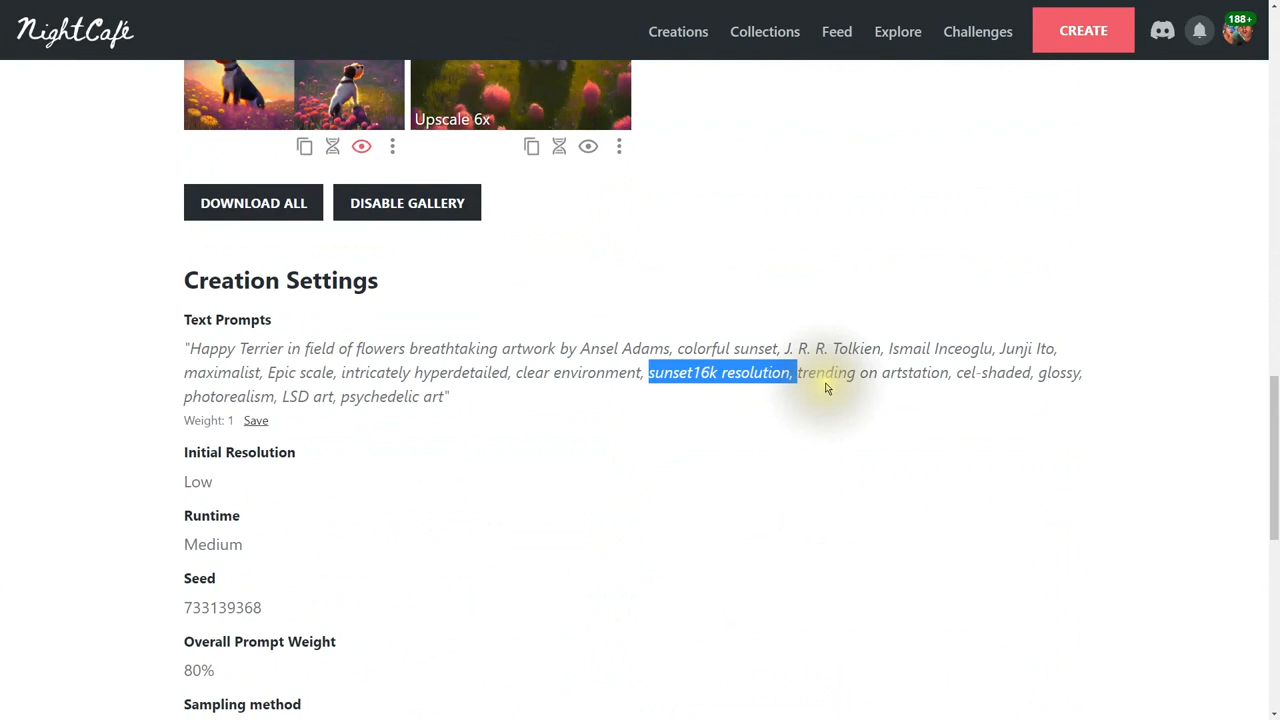 NightCafé
Creations Collections Feed Explore Challenges CREATE 188+
Upscale 6x
DOWNLOAD ALL DISABLE GALLERY
Creation Settings
Text Prompts
"Happy Terrier in field of flowers breathtaking artwork by Ansel Adams, colorful sunset, J. R. R. Tolkien, Ismail Inceoglu, Junji Ito,
maximalist, Epic scale, intricately hyperdetailed, clear environment, sunset16k resolution, trending on artstation, cel-shaded, glossy,
photorealism, LSD art, psychedelic art"
Weight: 1 Save
Initial Resolution
Low
Runtime
Medium
Seed
733139368
Overall Prompt Weight
80%
Sampling method